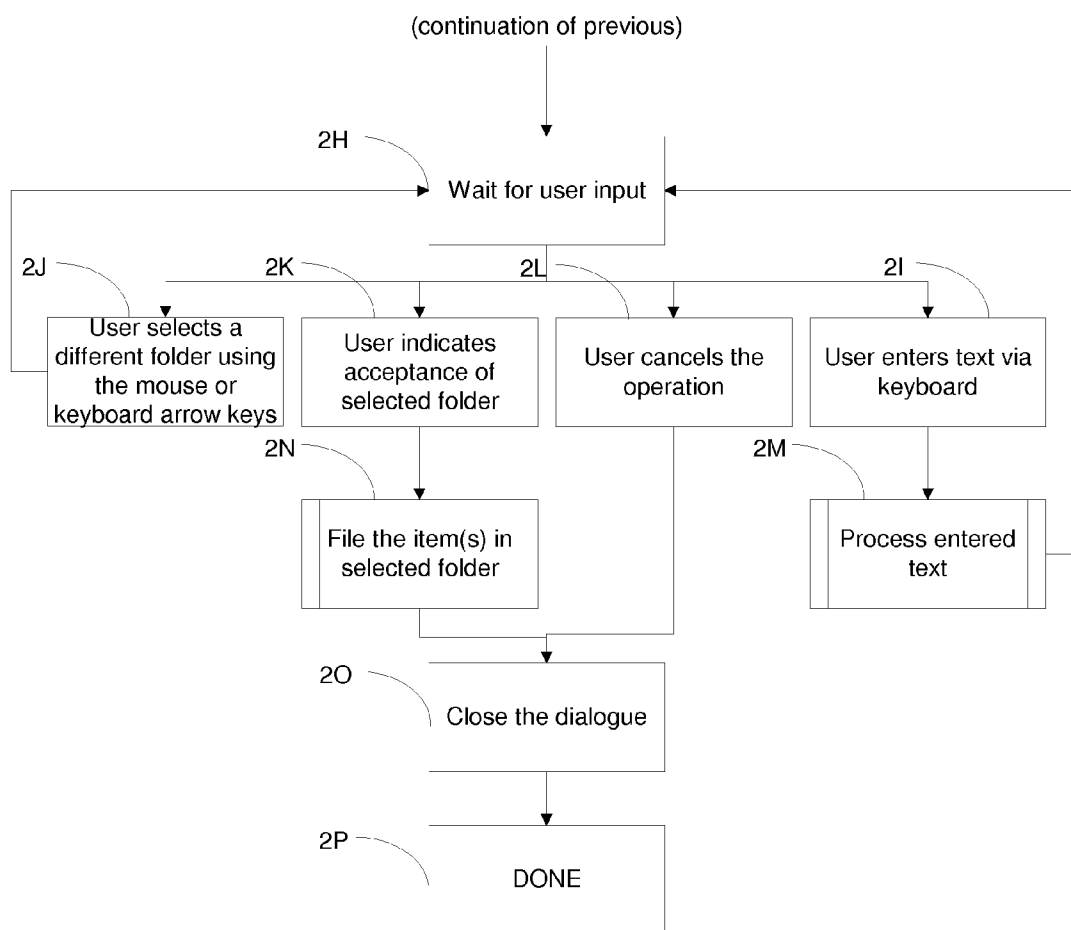 (continuation of previous)
2H
Wait for user input
2J
2K
2L
2I
User selects a
different folder using
the mouse or
keyboard arrow keys
User indicates
acceptance of
selected folder
User cancels the
operation
User enters text via
keyboard
2N
2M
File the item(s) in
selected folder
Process entered
text
2O
Close the dialogue
2P
DONE